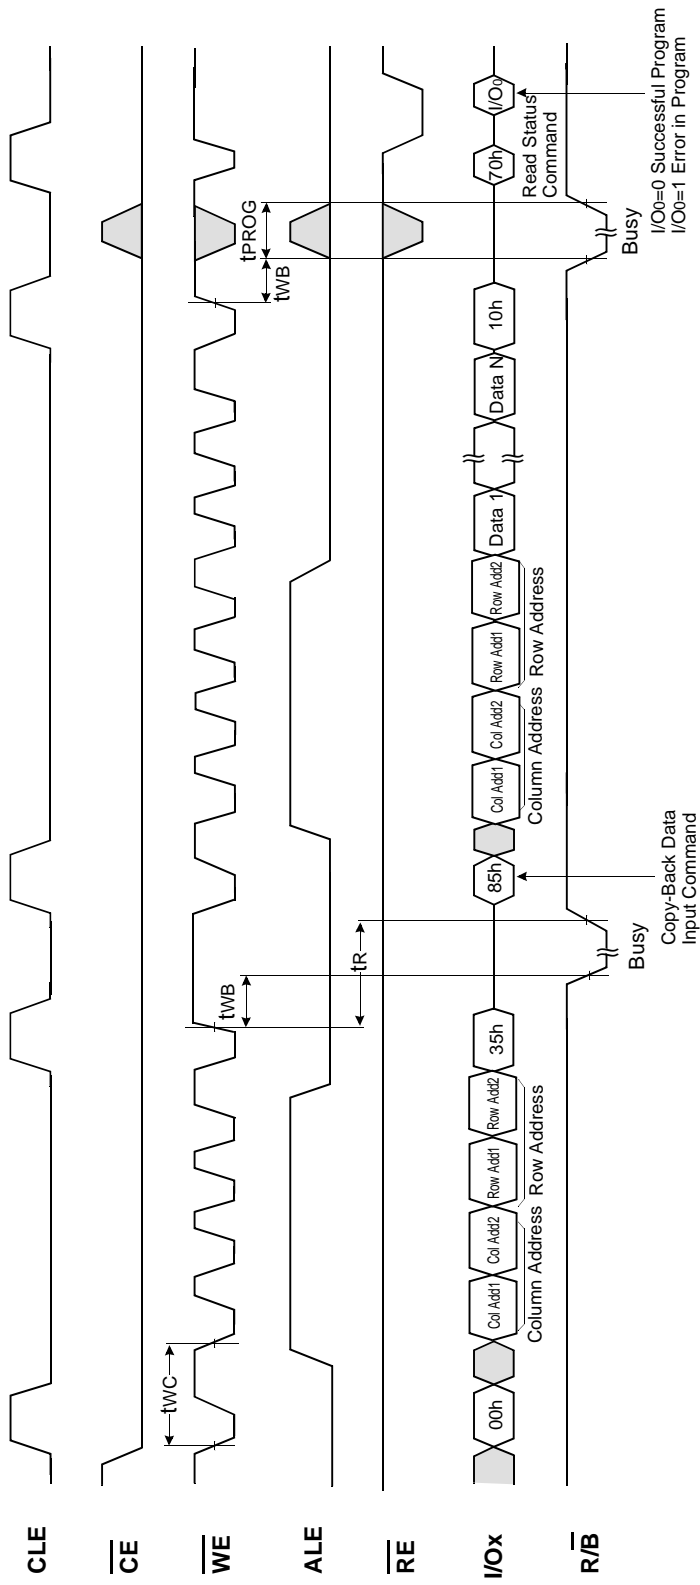 CLE
CE
WE
tWC
tWB
tPROG
tWB
ALE
tR
RE
I/Ox
00h
Col Add1
Col Add2
Row Add1
Row Add2
35h
85h
Col Add1
Col Add2
Row Add1
Row Add2
Data 1
Data N
10h
70h
I/O0
Column Address
Row Address
Column Address
Row Address
Read Status
Command
R/B
Busy
Busy
Copy-Back Data
Input Command
I/O0=0 Successful Program
I/O0=1 Error in Program